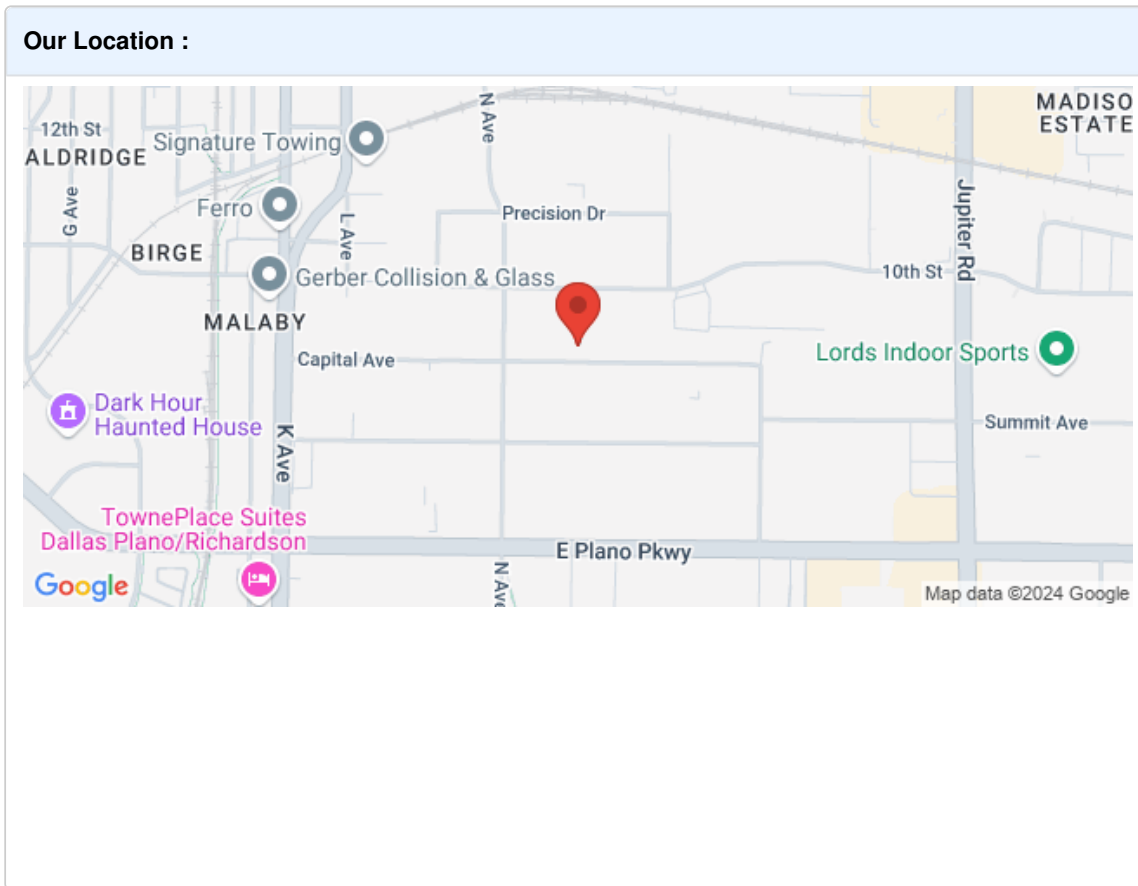 Our Location :
N Ave
MADISO
ESTATE
12th St
Signature Towing
ALDRIDGE
Jupiter Rd
G Ave
Ferro
Precision Dr
L Ave
BIRGE
Gerber Collision & Glass
10th St
MALABY
Capital Ave
Lords Indoor Sports
Dark Hour
Haunted House
K Ave
Summit Ave
TownePlace Suites
Dallas Plano/Richardson
E Plano Pkwy
N Ave
Google
Map data ©2024 Google